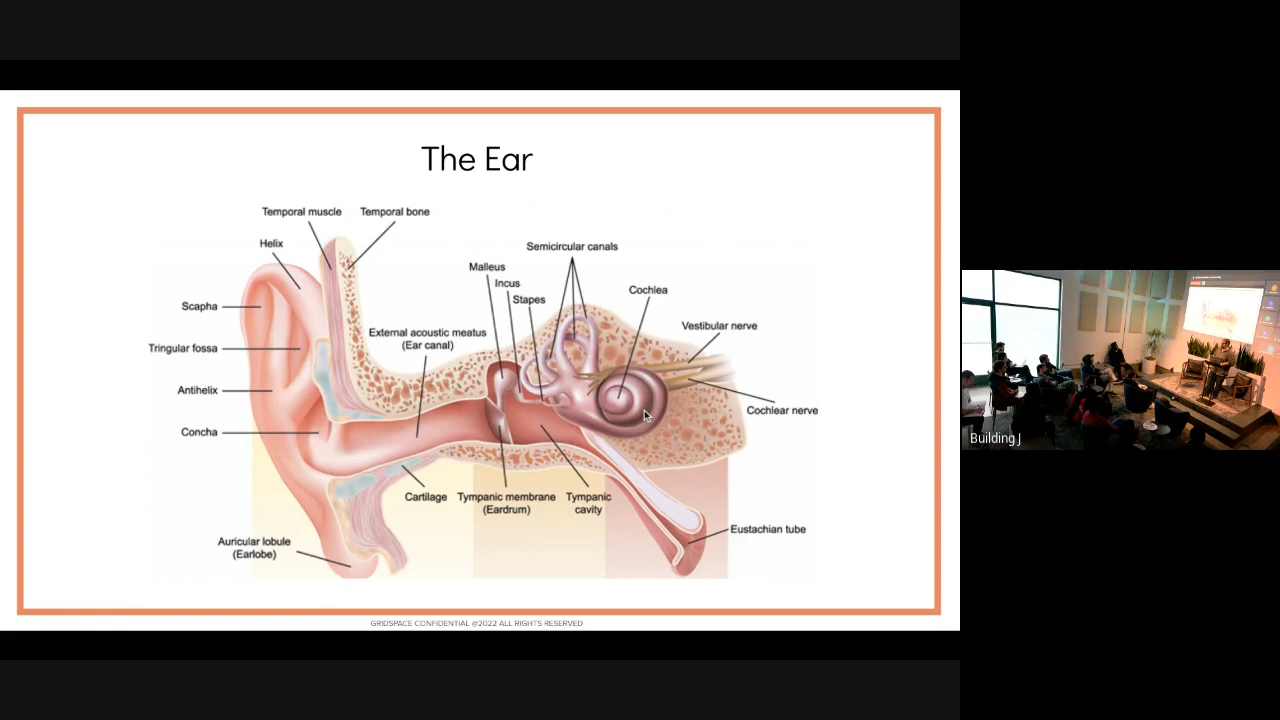 The Ear
Temporal muscle
Temporal bone
Helix
Semicircular canals
Malleus
Incus
Stapes
Cochlea
Scapha
External acoustic meatus
(Ear canal)
Vestibular nerve
Tringular fossa
Antihelix
Cochlear nerve
Concha
Cartilage
Tympanic membrane
(Eardrum)
Tympanic
cavity
Eustachian tube
Auricular lobule
(Earlobe)
GRIDSPACE CONFIDENTIAL @2022 ALL RIGHTS RESERVED
Building J